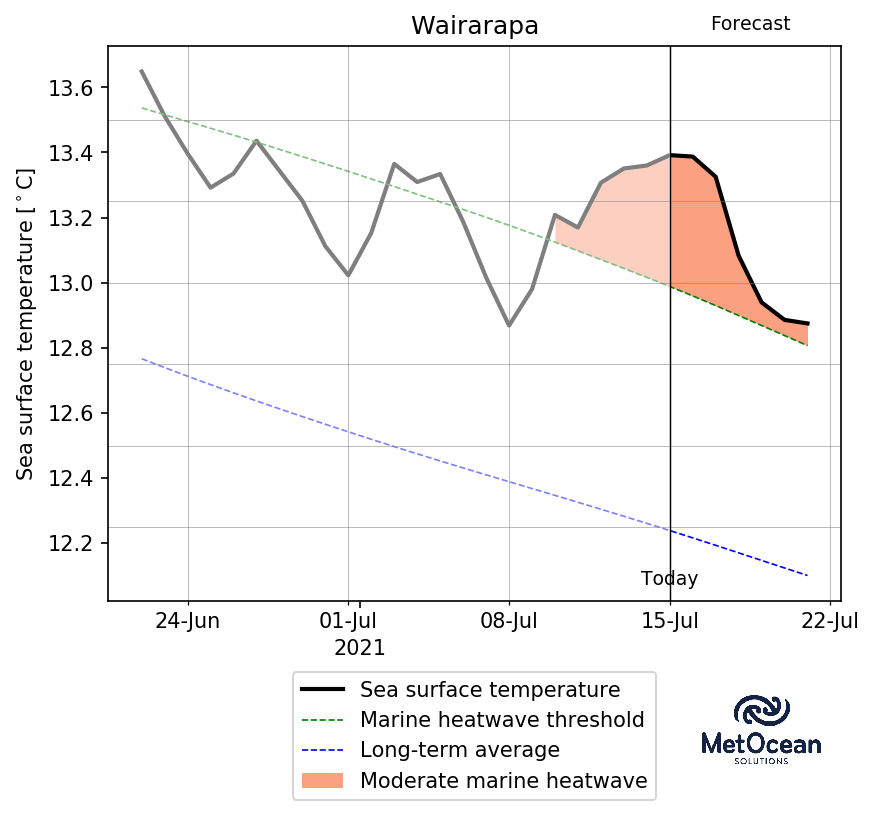 Wairarapa
Forecast
Sea surface temperature [°C]
13.6
13.4
13.2
13.0
12.8
12.6
12.4
12.2
Today
24-Jun 01-Jul 08-Jul 15-Jul 22-Jul
2021
Sea surface temperature
Marine heatwave threshold
Long-term average
Moderate marine heatwave
MetOcean
SOLUTIONS